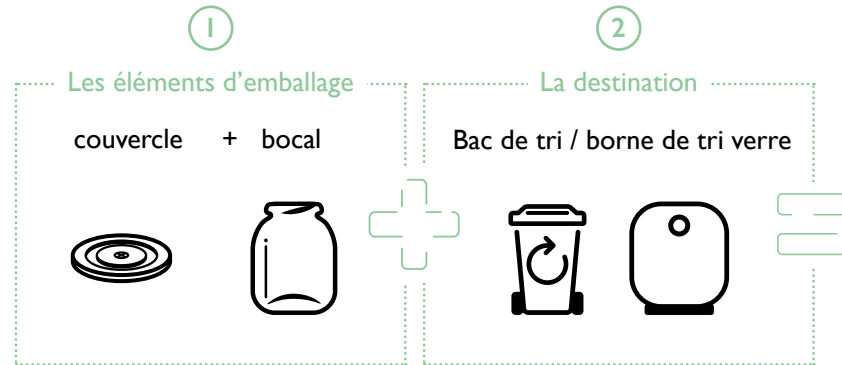 1
2
Les éléments d’emballage
La destination
couvercle + bocal
Bac de tri / borne de tri verre